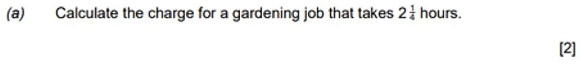 (a) Calculate the charge for a gardening job that takes 2¼ hours.
[2]